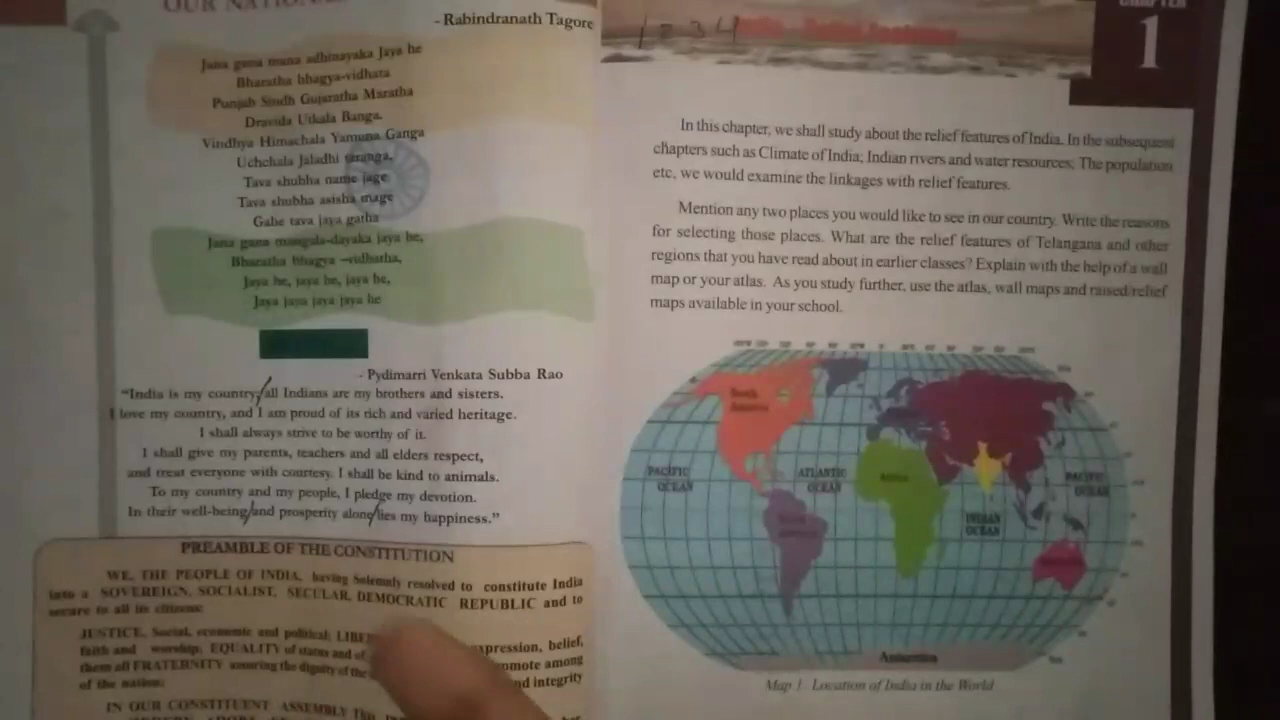 OUR NATIONAL
- Rabindranath Tagore
Jana gana mana adhinayaka Jaya he
Bharatha bhagya-vidhata
Punjab Sindh Gujaratha Maratha
Dravida Utkala Banga.
Vindhya Himachala Yamuna Ganga
Uchchala Jaladhi taranga.
Tava shubha name jage
Tava shubha asisha mage
Gahe tava jaya gatha
Jana gana mangala-dayaka jaya he,
Bharatha bhagya –vidhatha,
Jaya he, jaya he, jaya he,
Jaya jaya jaya jaya he
- Pydimarri Venkata Subba Rao
“India is my country, all Indians are my brothers and sisters.
I love my country, and I am proud of its rich and varied heritage.
I shall always strive to be worthy of it.
I shall give my parents, teachers and all elders respect,
and treat everyone with courtesy. I shall be kind to animals.
To my country and my people, I pledge my devotion.
In their well-being and prosperity alone lies my happiness.”
PREAMBLE OF THE CONSTITUTION
WE, THE PEOPLE OF INDIA, having Solemnly resolved to constitute India
into a SOVEREIGN, SOCIALIST, SECULAR, DEMOCRATIC REPUBLIC and to
secure to all its citizens:
JUSTICE, Social, economic and political;
faith and worship; EQUALITY of status and of expression, belief,
them all FRATERNITY assuring the dignity of the
of the nation; and integrity
IN OUR CONSTITUENT ASSEMBLY
CHAPTER
1
1 2 3 4
In this chapter, we shall study about the relief features of India. In the subsequent
chapters such as Climate of India; Indian rivers and water resources; The population
etc, we would examine the linkages with relief features.
Mention any two places you would like to see in our country. Write the reasons
for selecting those places. What are the relief features of Telangana and other
regions that you have read about in earlier classes? Explain with the help of a wall
map or your atlas. As you study further, use the atlas, wall maps and raised relief
maps available in your school.
North
America
PACIFIC
OCEAN
ATLANTIC
OCEAN
Africa
South
America
INDIAN
OCEAN
PACIFIC
OCEAN
Antarctica
Map 1: Location of India in the World